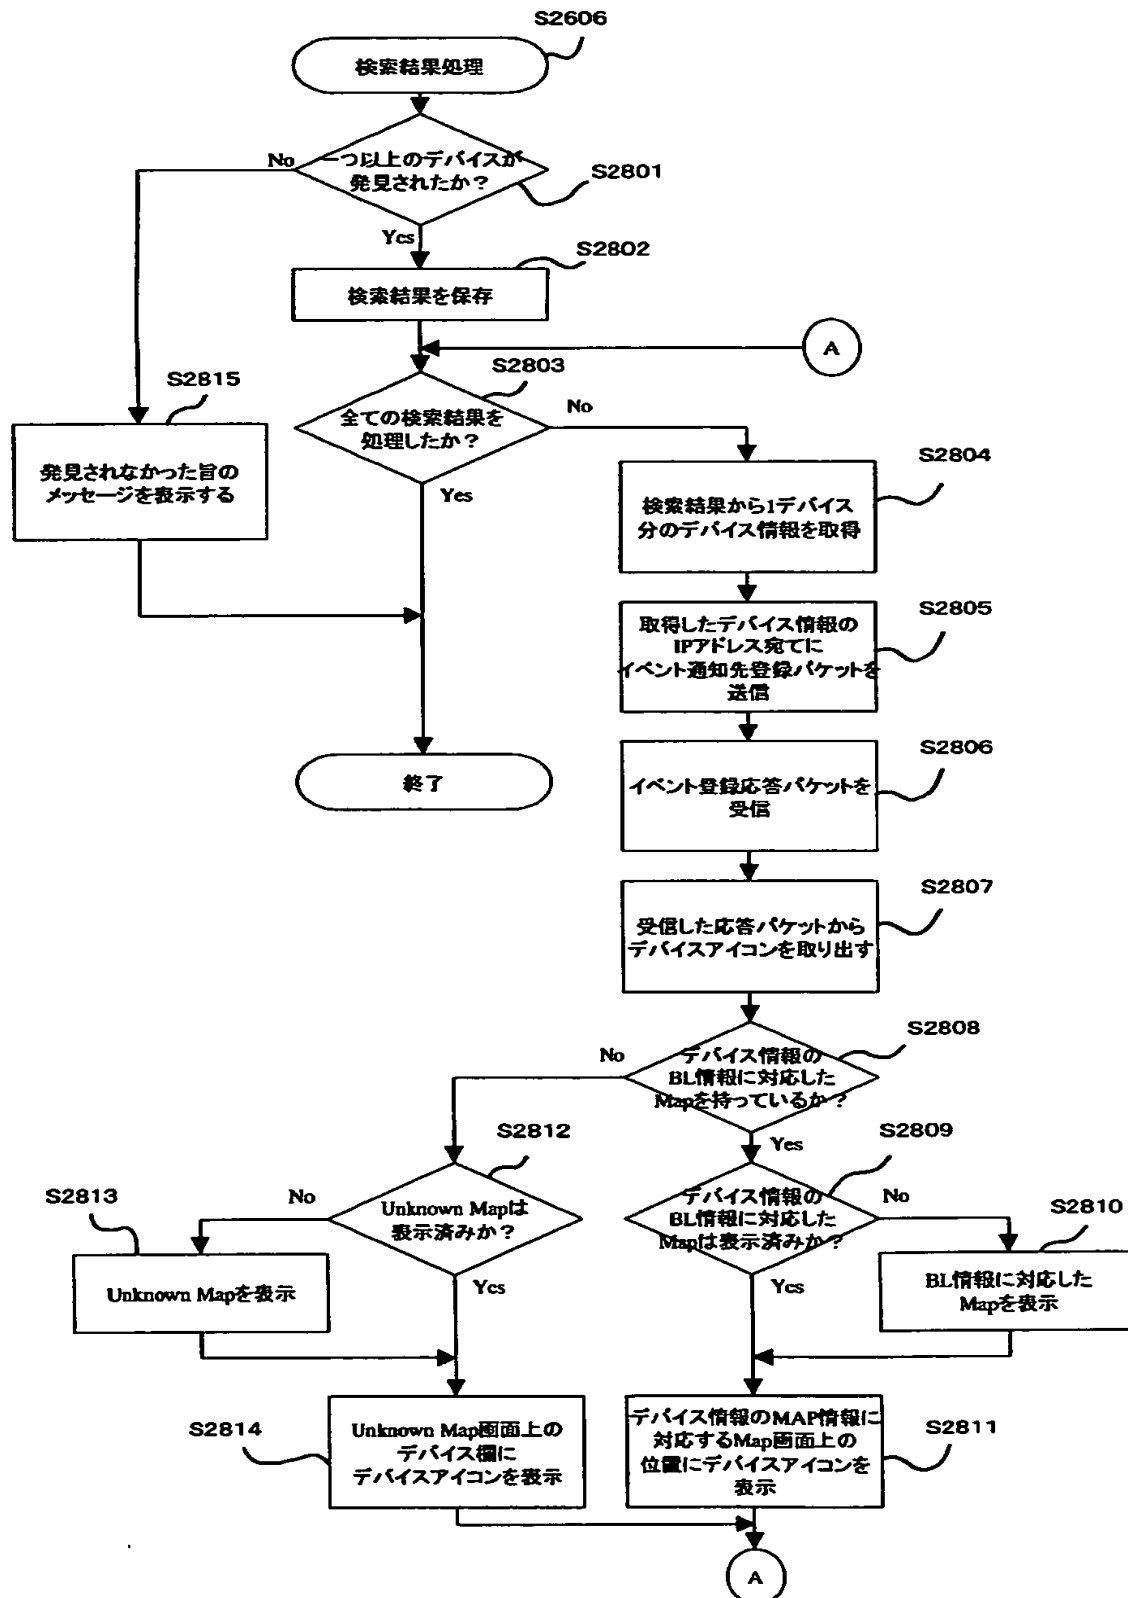 S2606
検索結果処理
一つ以上のデバイスが
発見されたか？
No
S2801
Yes
S2802
検索結果を保存
A
S2803
全ての検索結果を
処理したか？
No
Yes
S2815
発見されなかった旨の
メッセージを表示する
S2804
検索結果から1デバイス
分のデバイス情報を取得
S2805
取得したデバイス情報の
IPアドレス宛てに
イベント通知先登録パケットを
送信
終了
S2806
イベント登録応答パケットを
受信
S2807
受信した応答パケットから
デバイスアイコンを取り出す
S2808
デバイス情報の
BL情報に対応した
Mapを持っているか？
No
Yes
S2812
Unknown Mapは
表示済みか？
No
Yes
S2809
デバイス情報の
BL情報に対応した
Mapは表示済みか？
No
Yes
S2813
Unknown Mapを表示
S2810
BL情報に対応した
Mapを表示
S2814
Unknown Map画面上の
デバイス欄に
デバイスアイコンを表示
デバイス情報のMAP情報に
対応するMap画面上の
位置にデバイスアイコンを
表示
S2811
A